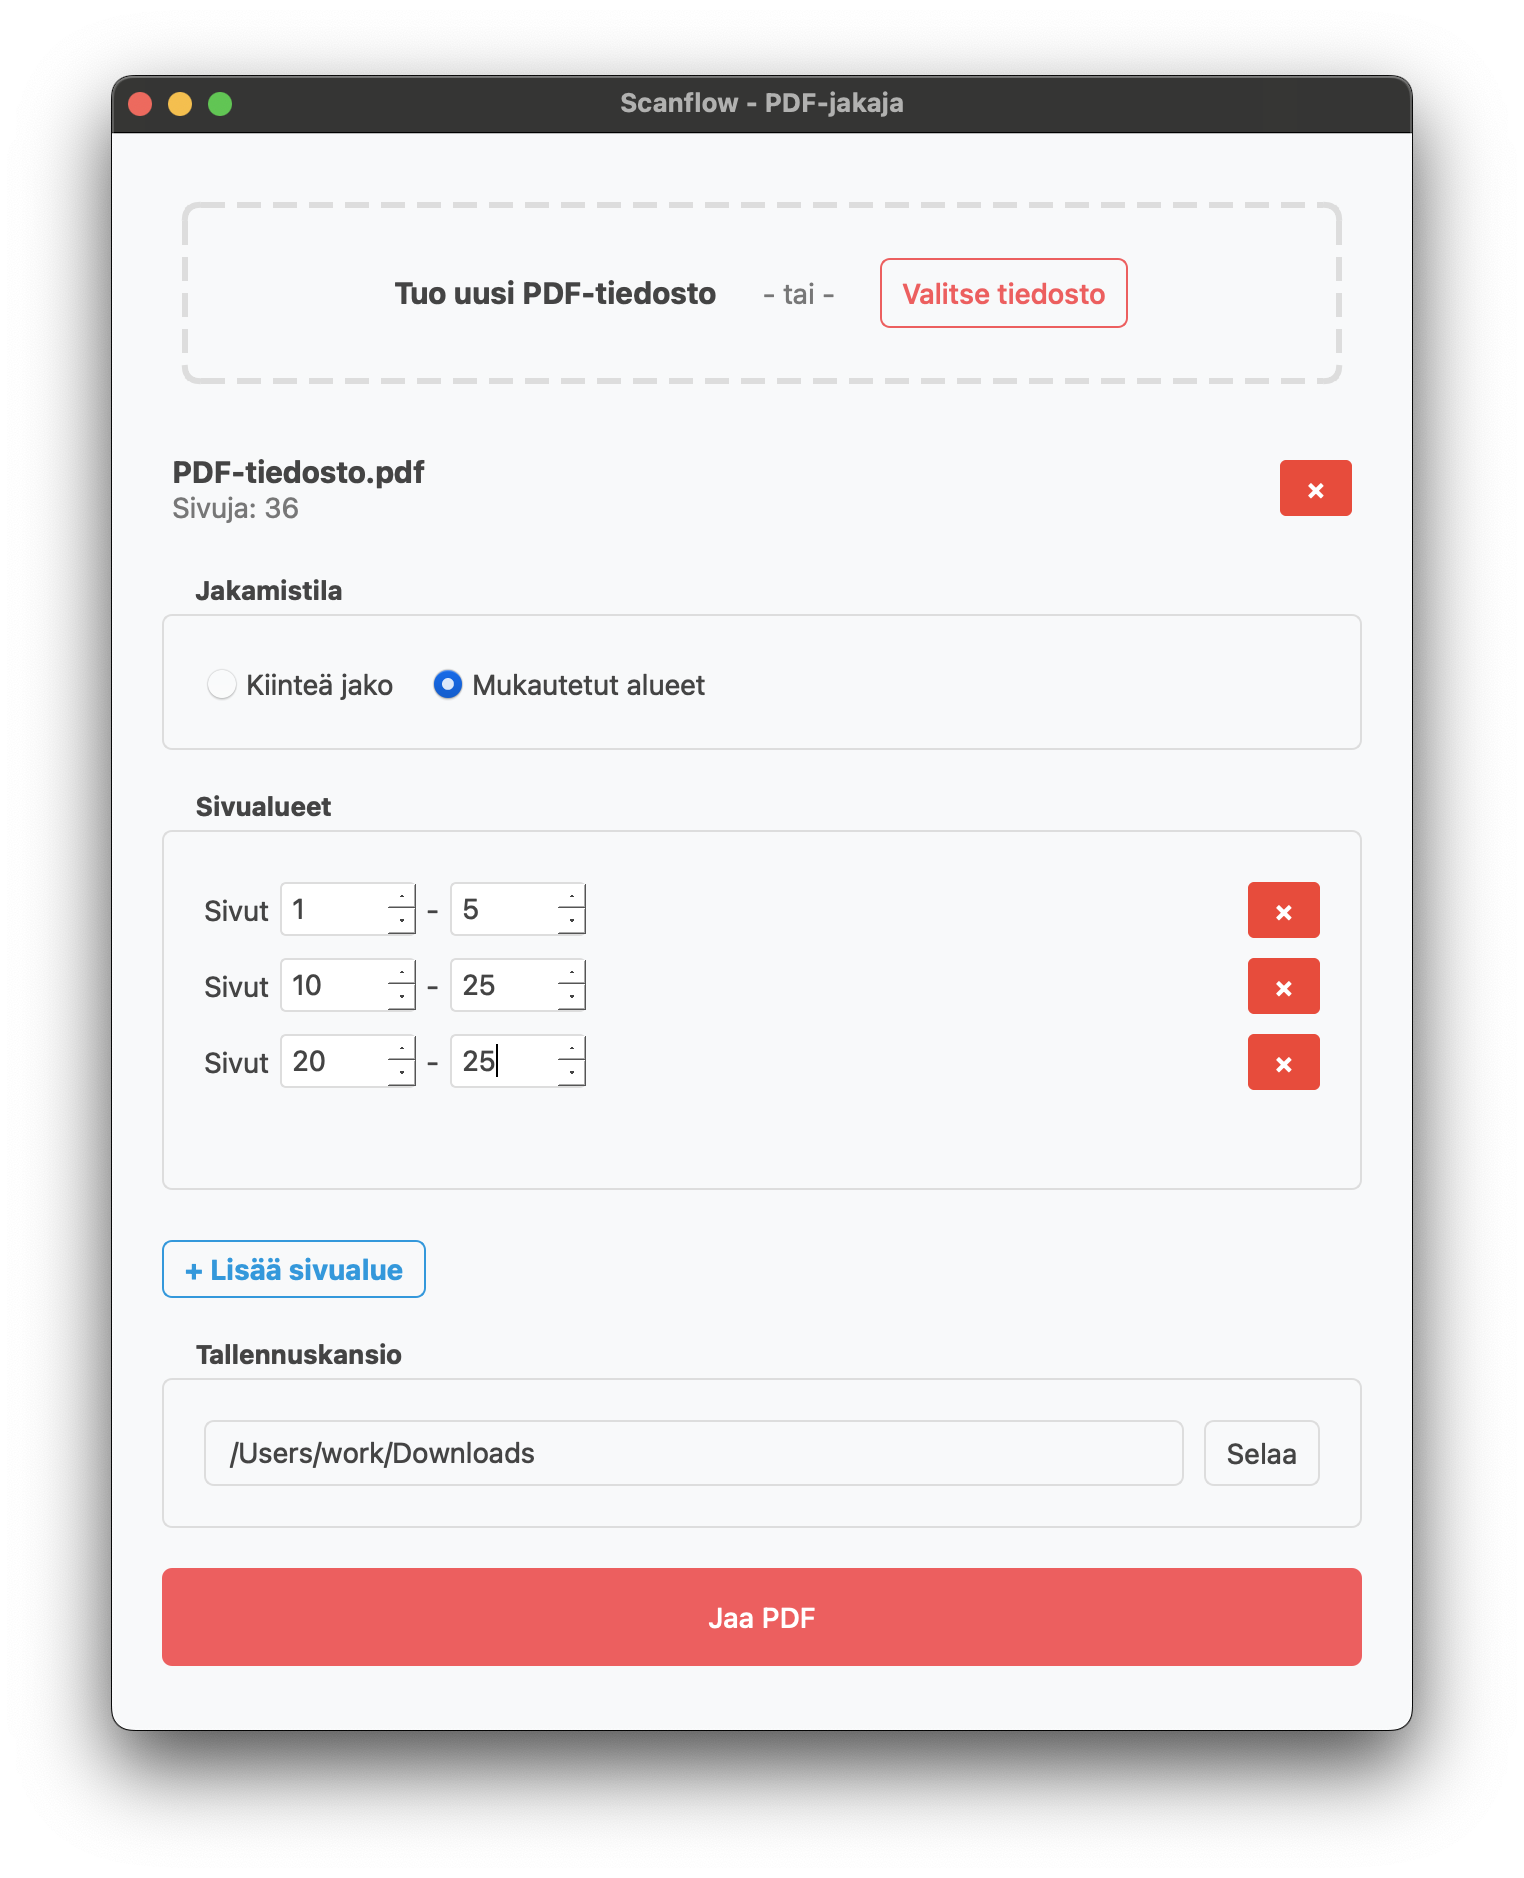 Scanflow - PDF-jakaja
Tuo uusi PDF-tiedosto - tai - Valitse tiedosto
PDF-tiedosto.pdf
×
Sivuja: 36
Jakamistila
Kiinteä jako Mukautetut alueet
Sivualueet
Sivut 1 - 5 ×
Sivut 10 - 25 ×
Sivut 20 - 25 ×
+ Lisää sivualue
Tallennuskansio
/Users/work/Downloads Selaa
Jaa PDF